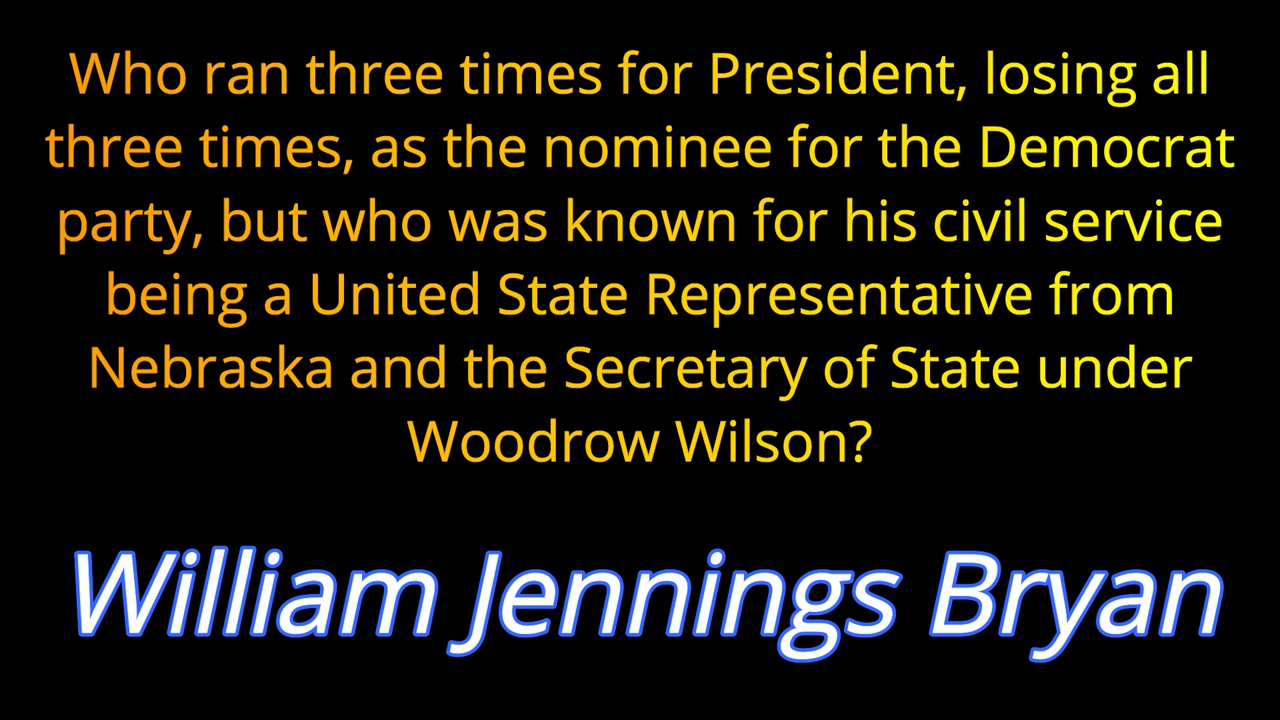 Who ran three times for President, losing all
three times, as the nominee for the Democrat
party, but who was known for his civil service
being a United State Representative from
Nebraska and the Secretary of State under
Woodrow Wilson?
William Jennings Bryan